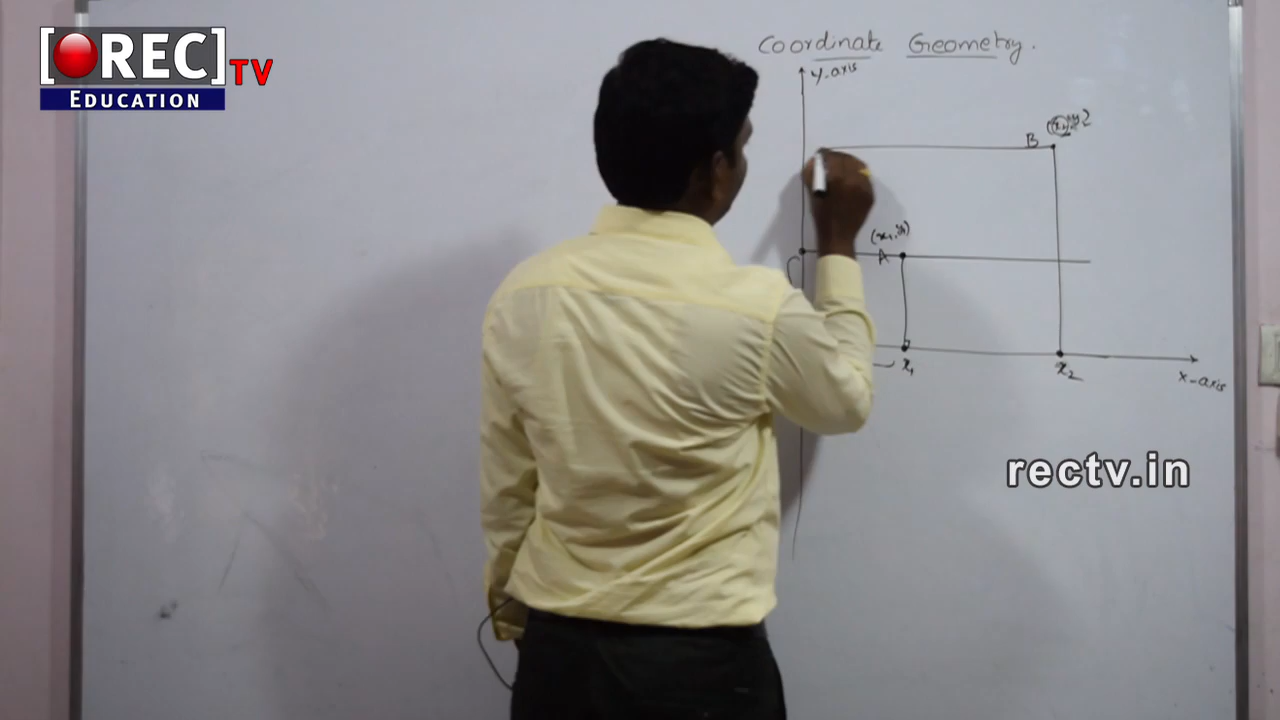 [REC] TV
EDUCATION
Coordinate Geometry.
y-axis
B
(x₁, y₁)
A
C
x₁
x₂
x-axis
rectv.in